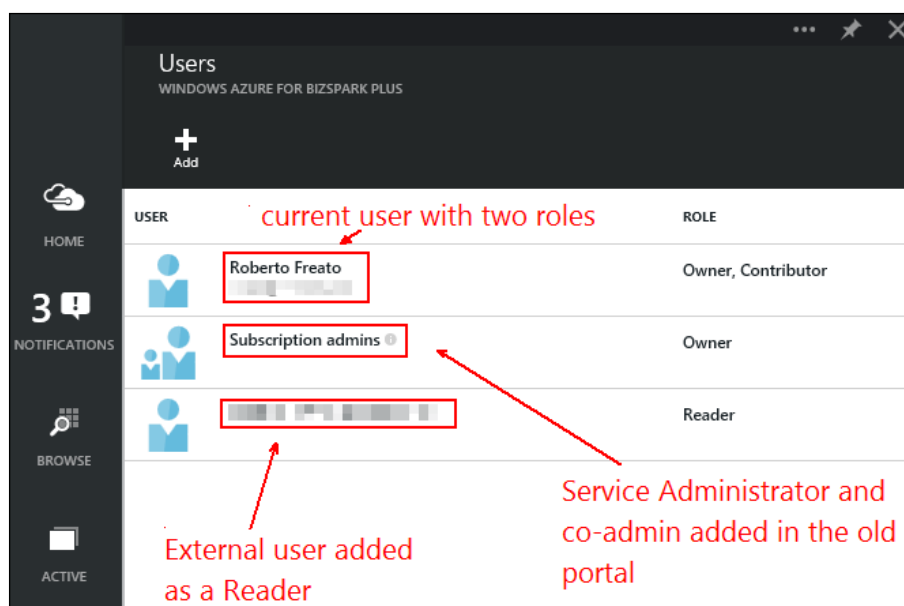 Users
WINDOWS AZURE FOR BIZSPARK PLUS
Add
HOME
3
NOTIFICATIONS
BROWSE
ACTIVE
USER
current user with two roles
ROLE
Roberto Freato
Owner, Contributor
Subscription admins
Owner
Reader
External user added
as a Reader
Service Administrator and
co-admin added in the old
portal